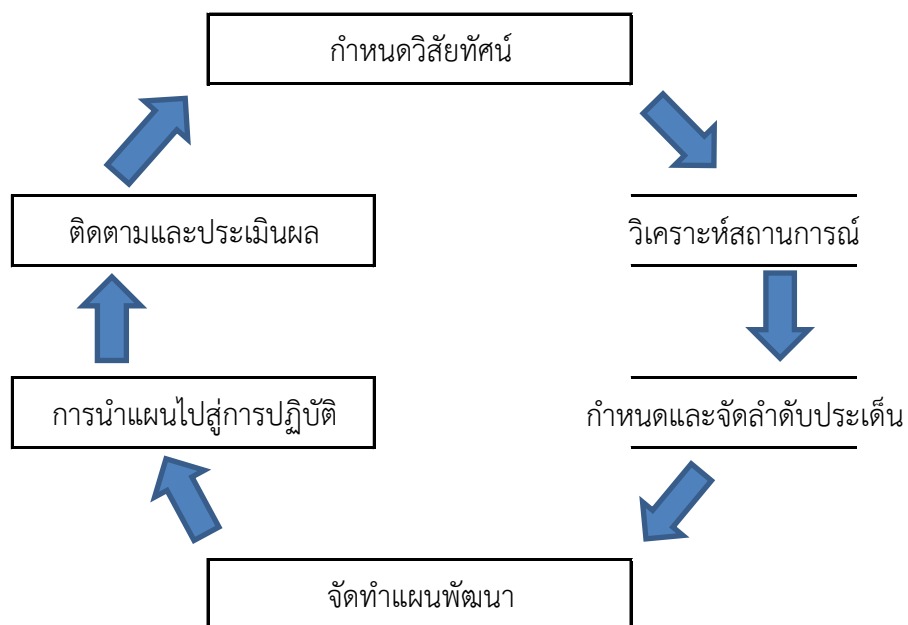 กำหนดวิสัยทัศน์
ติดตามและประเมินผล
วิเคราะห์สถานการณ์
การนำแผนไปสู่การปฏิบัติ
กำหนดและจัดลำดับประเด็น
จัดทำแผนพัฒนา